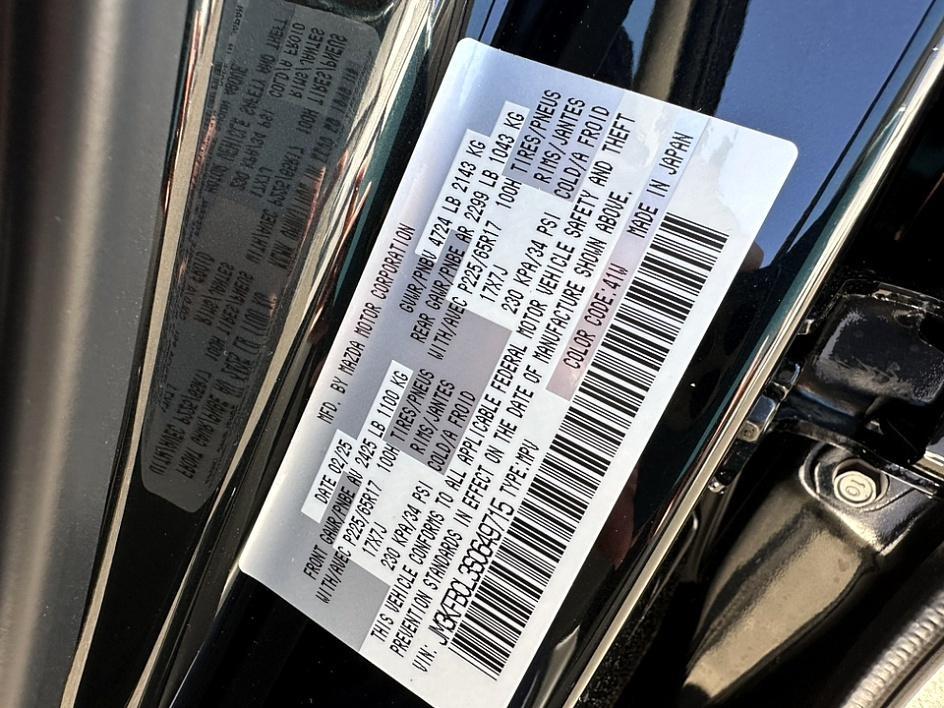 MFD. BY MAZDA MOTOR CORPORATION
DATE 02/25 GVWR/PNBV 4724 LB 2143 KG
FRONT GAWR/PNBE AV 2425 LB 1100 KG REAR GAWR/PNBE AR 2299 LB 1043 KG
WITH/AVEC P225/65R17 100H TIRES/PNEUS WITH/AVEC P225/65R17 100H TIRES/PNEUS
17X7J RIMS/JANTES 17X7J RIMS/JANTES
230 KPA/34 PSI COLD/A FROID 230 KPA/34 PSI COLD/A FROID
THIS VEHICLE CONFORMS TO ALL APPLICABLE FEDERAL MOTOR VEHICLE SAFETY AND THEFT
PREVENTION STANDARDS IN EFFECT ON THE DATE OF MANUFACTURE SHOWN ABOVE.
VIN: JM3KFBCL3S0649715 TYPE:MPV COLOR CODE:41W MADE IN JAPAN
10